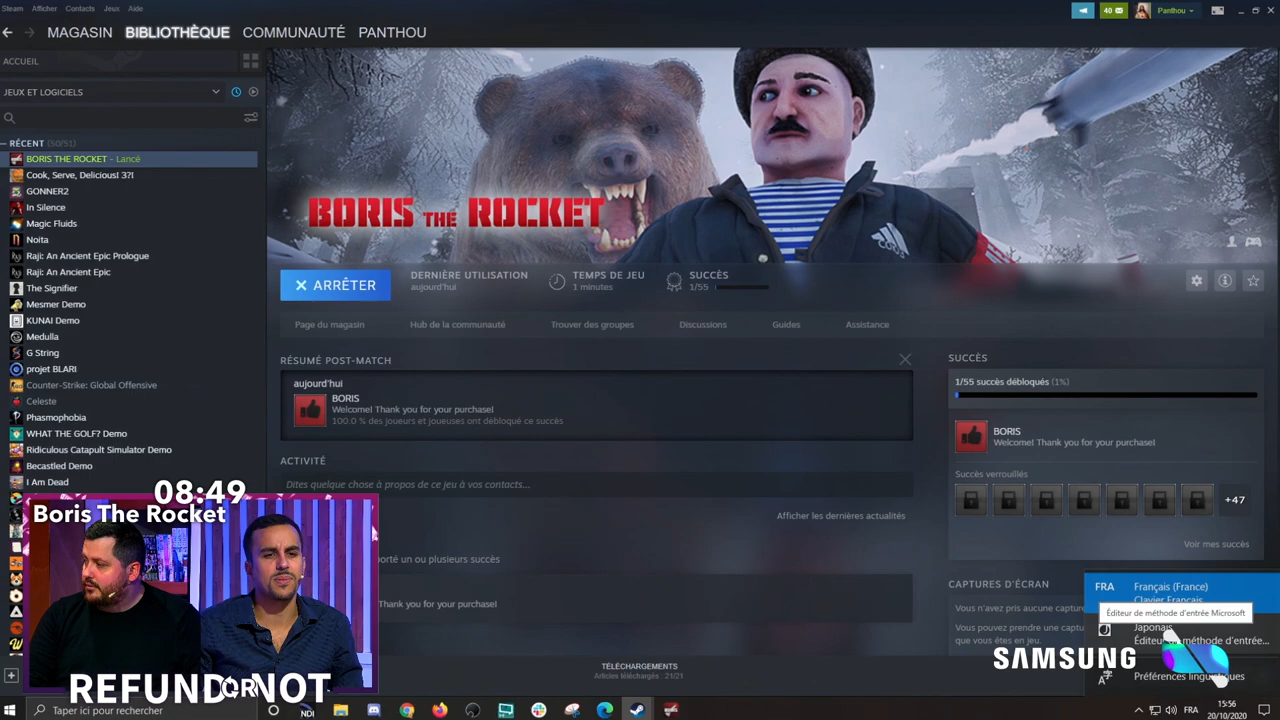 Steam Afficher Contacts Jeux Aide
40
Panthou
MAGASIN BIBLIOTHÈQUE COMMUNAUTÉ PANTHOU
ACCUEIL
JEUX ET LOGICIELS
RÉCENT (30/51)
BORIS THE ROCKET - Lancé
Cook, Serve, Delicious! 3?!
GONNER2
In Silence
Magic Fluids
Noita
Raji: An Ancient Epic Prologue
Raji: An Ancient Epic
The Signifier
Mesmer Demo
KUNAI Demo
Medulla
G String
projet BLARI
Counter-Strike: Global Offensive
Celeste
Phasmophobia
WHAT THE GOLF? Demo
Ridiculous Catapult Simulator Demo
Becastled Demo
I Am Dead
BORIS THE ROCKET
ARRÊTER
DERNIÈRE UTILISATION
aujourd'hui
TEMPS DE JEU
1 minutes
SUCCÈS
1/55
Page du magasin Hub de la communauté Trouver des groupes Discussions Guides Assistance
RÉSUMÉ POST-MATCH
aujourd'hui
BORIS
Welcome! Thank you for your purchase!
100.0 % des joueurs et joueuses ont débloqué ce succès
ACTIVITÉ
Dites quelque chose à propos de ce jeu à vos contacts...
Afficher les dernières actualités
orté un ou plusieurs succès
Thank you for your purchase!
SUCCÈS
1/55 succès débloqués (1%)
BORIS
Welcome! Thank you for your purchase!
Succès verrouillés
+47
Voir mes succès
CAPTURES D'ÉCRAN
Vous n'avez pris aucune captu
Vous pouvez prendre une captu
que vous êtes en jeu.
FRA Français (France)
Clavier Français
Éditeur de méthode d'entrée Microsoft
Japonais
Éditeur de méthode d'entrée...
Préférences linguistiques
SAMSUNG
08:49
Boris The Rocket
REFUND OR NOT
TÉLÉCHARGEMENTS
Articles téléchargés : 21/21
Taper ici pour rechercher
NDI
FRA
15:56
20/10/2020